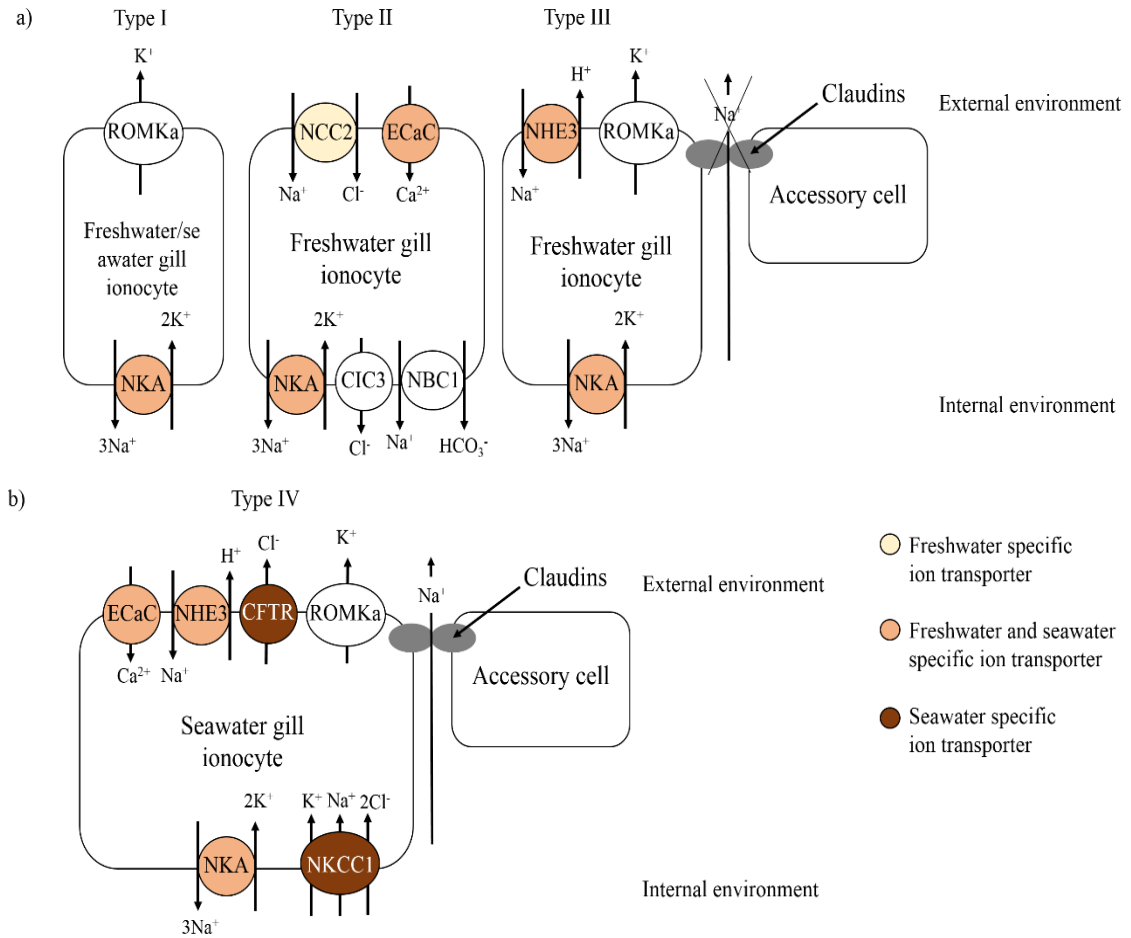 a)
Type I
Type II
Type III
K⁺
ROMKa
Freshwater/se
awater gill
ionocyte
2K⁺
NKA
3Na⁺
NCC2
ECaC
Na⁺
Cl⁻
Ca²⁺
Freshwater gill
ionocyte
2K⁺
NKA
ClC3
NBC1
3Na⁺
Cl⁻
Na⁺
HCO₃⁻
H⁺
K⁺
NHE3
ROMKa
Na⁺
Freshwater gill
ionocyte
2K⁺
NKA
3Na⁺
Na⁺
Claudins
Accessory cell
External environment
Internal environment
b)
Type IV
H⁺
Cl⁻
K⁺
ECaC
NHE3
CFTR
ROMKa
Ca²⁺
Na⁺
Seawater gill
ionocyte
2K⁺
K⁺
Na⁺
2Cl⁻
NKA
NKCC1
3Na⁺
Na⁺
Claudins
Accessory cell
External environment
Internal environment
Freshwater specific
ion transporter
Freshwater and seawater
specific ion transporter
Seawater specific
ion transporter